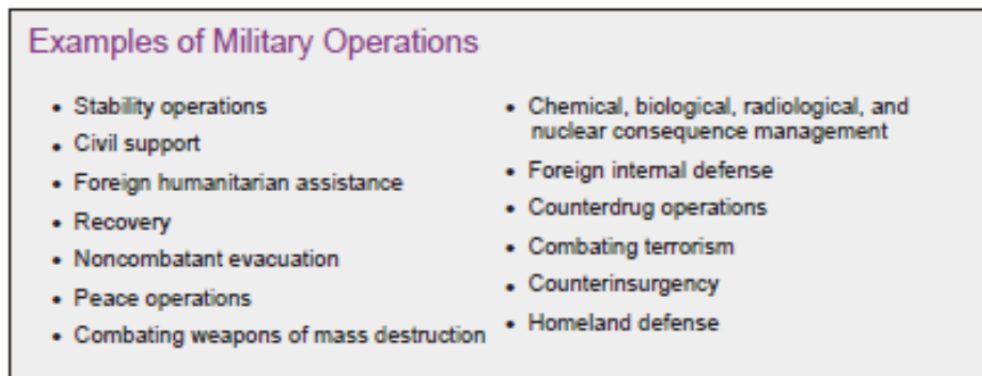 Examples of Military Operations
• Stability operations
• Civil support
• Foreign humanitarian assistance
• Recovery
• Noncombatant evacuation
• Peace operations
• Combating weapons of mass destruction
• Chemical, biological, radiological, and
nuclear consequence management
• Foreign internal defense
• Counterdrug operations
• Combating terrorism
• Counterinsurgency
• Homeland defense